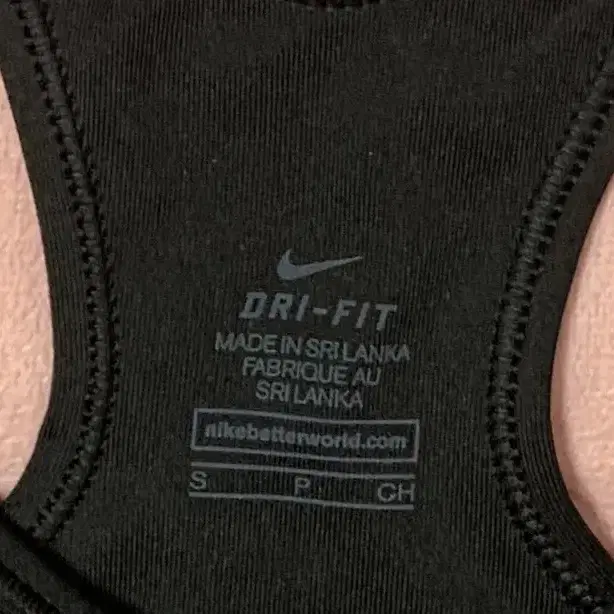 DRI-FIT
MADE IN SRI LANKA
FABRIQUE AU
SRI LANKA
nikebetterworld.com
S P CH